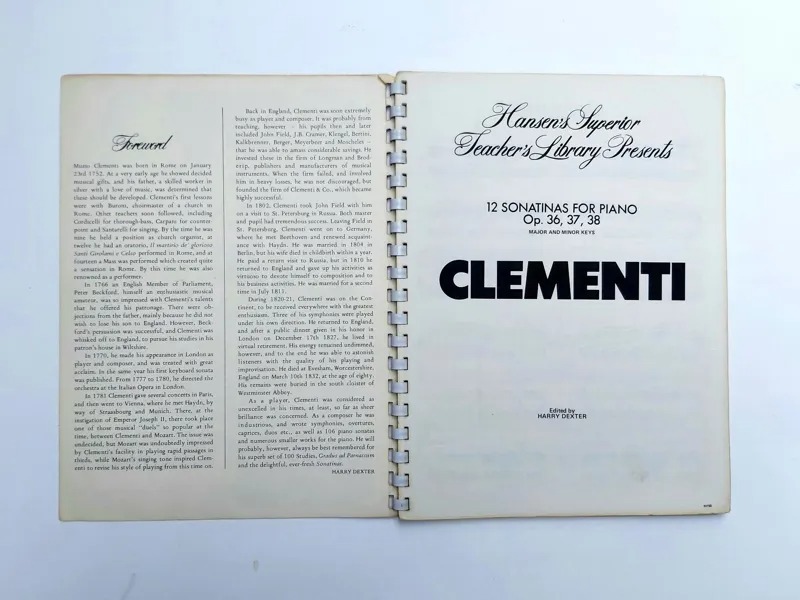 Foreword
Muzio Clementi was born in Rome on January
23rd 1752. At a very early age he showed decided
musical gifts, and his father, a skilled worker in
silver with a love of music, was determined that
these should be developed. Clementi's first lessons
were with Buroni, choirmaster of a church in
Rome. Other teachers soon followed, including
Cordicelli for thorough-bass, Carpani for counter-
point and Santarelli for singing. By the time he was
nine he held a position as church organist, at
twelve he had an oratorio, Il martirio de' gloriosi
Santi Girolami e Celso performed in Rome, and at
fourteen a Mass was performed which created quite
a sensation in Rome. By this time he was also
renowned as a performer.
In 1766 an English Member of Parliament,
Peter Beckford, himself an enthusiastic musical
amateur, was so impressed with Clementi's talents
that he offered his patronage. There were ob-
jections from the father, mainly because he did not
wish to lose his son to England. However, Beck-
ford's persuasion was successful, and Clementi was
whisked off to England, to pursue his studies in his
patron's house in Wiltshire.
In 1770, he made his appearance in London as
player and composer, and was treated with great
acclaim. In the same year his first keyboard sonata
was published. From 1777 to 1780, he directed the
orchestra at the Italian Opera in London.
In 1781 Clementi gave several concerts in Paris,
and then went to Vienna, where he met Haydn, by
way of Strassbourg and Munich. There, at the
instigation of Emperor Joseph II, there took place
one of those musical "duels" so popular at the
time, between Clementi and Mozart. The issue was
undecided, but Mozart was undoubtedly impressed
by Clementi's facility in playing rapid passages in
thirds, while Mozart's singing tone inspired Clem-
enti to revise his style of playing from this time on.
Back in England, Clementi was soon extremely
busy as player and composer. It was probably from
teaching, however — his pupils then and later
included John Field, J.B. Cramer, Klengel, Bertini,
Kalkbrenner, Berger, Meyerbeer and Moscheles —
that he was able to amass considerable savings. He
invested these in the firm of Longman and Brod-
erip, publishers and manufacturers of musical
instruments. When the firm failed, and involved
him in heavy losses, he was not discouraged, but
founded the firm of Clementi & Co., which became
highly successful.
In 1802, Clementi took John Field with him
on a visit to St. Petersburg in Russia. Both master
and pupil had tremendous success. Leaving Field in
St. Petersburg, Clementi went on to Germany,
where he met Beethoven and renewed acquaint-
ance with Haydn. He was married in 1804 in
Berlin, but his wife died in childbirth within a year.
He paid a return visit to Russia, but in 1810 he
returned to England and gave up his activities as
virtuoso to devote himself to composition and to
his business activities. He was married for a second
time in July 1811.
During 1820-21, Clementi was on the Con-
tinent, to be received everywhere with the greatest
enthusiasm. Three of his symphonies were played
under his own direction. He returned to England,
and after a public dinner given in his honor in
London on December 17th 1827, he lived in
virtual retirement. His energy remained undimmed,
however, and to the end he was able to astonish
listeners with the quality of his playing and
improvisation. He died at Evesham, Worcestershire,
England on March 10th 1832, at the age of eighty.
His remains were buried in the south cloister of
Westminster Abbey.
As a player, Clementi was considered as
unexcelled in his times, at least, so far as sheer
brilliance was concerned. As a composer he was
industrious, and wrote symphonies, overtures,
caprices, duos etc., as well as 106 piano sonatas
and numerous smaller works for the piano. He will
probably, however, always be best remembered for
his superb set of 100 Studies, Gradus ad Parnassum
and the delightful, ever-fresh Sonatinas.
HARRY DEXTER
Hansen's Superior
Teacher's Library Presents
12 SONATINAS FOR PIANO
Op. 36, 37, 38
MAJOR AND MINOR KEYS
CLEMENTI
Edited by
HARRY DEXTER